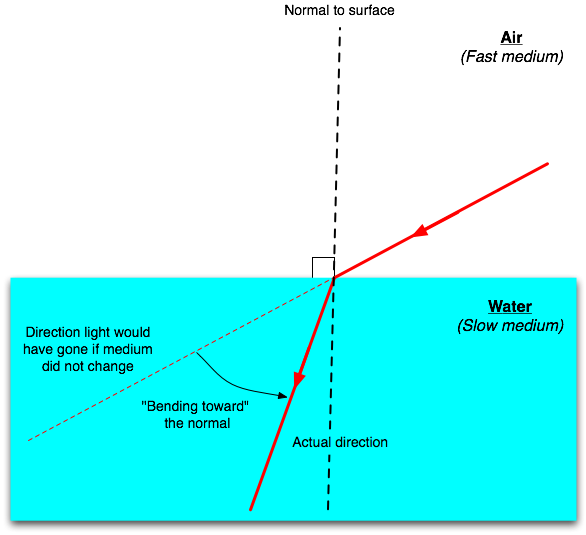 Normal to surface
Air
(Fast medium)
Water
(Slow medium)
Direction light would
have gone if medium
did not change
"Bending toward"
the normal
Actual direction